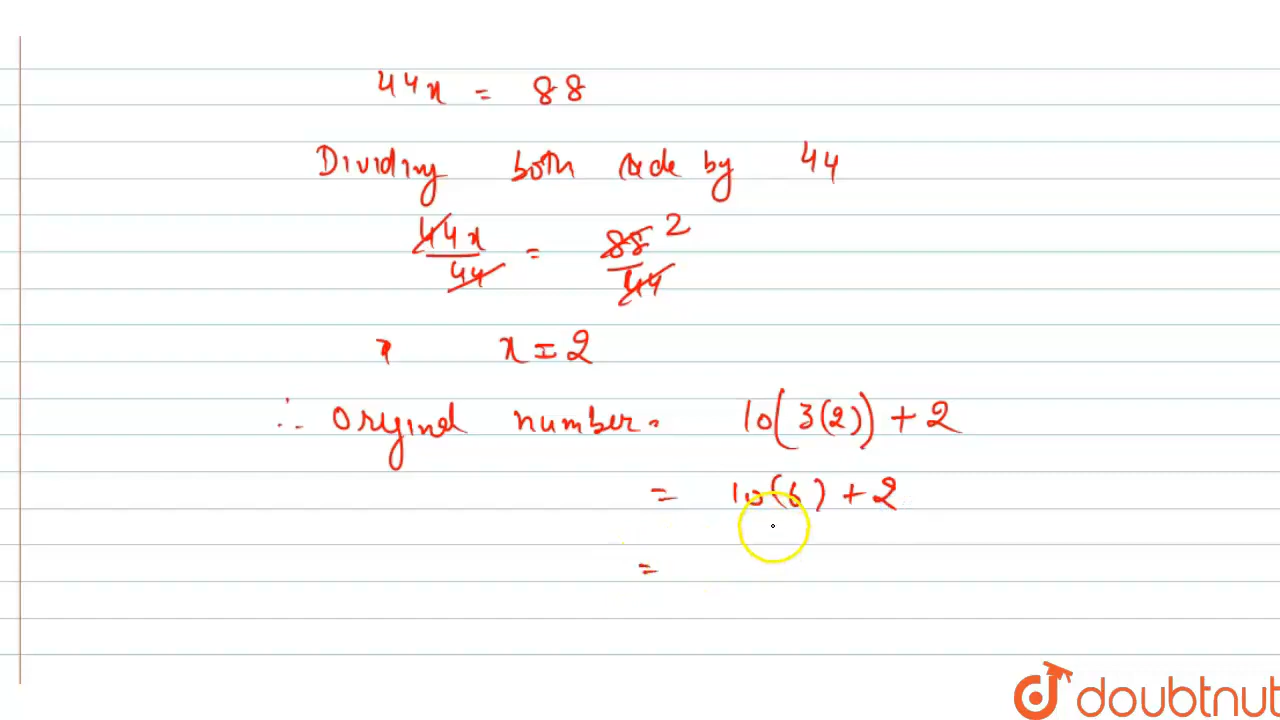 44x = 88
Dividing both side by 44
44x/44 = 88/44 2
x = 2
∴ Original number = 10(3(2)) + 2
= 10(6) + 2
=
doubtnut